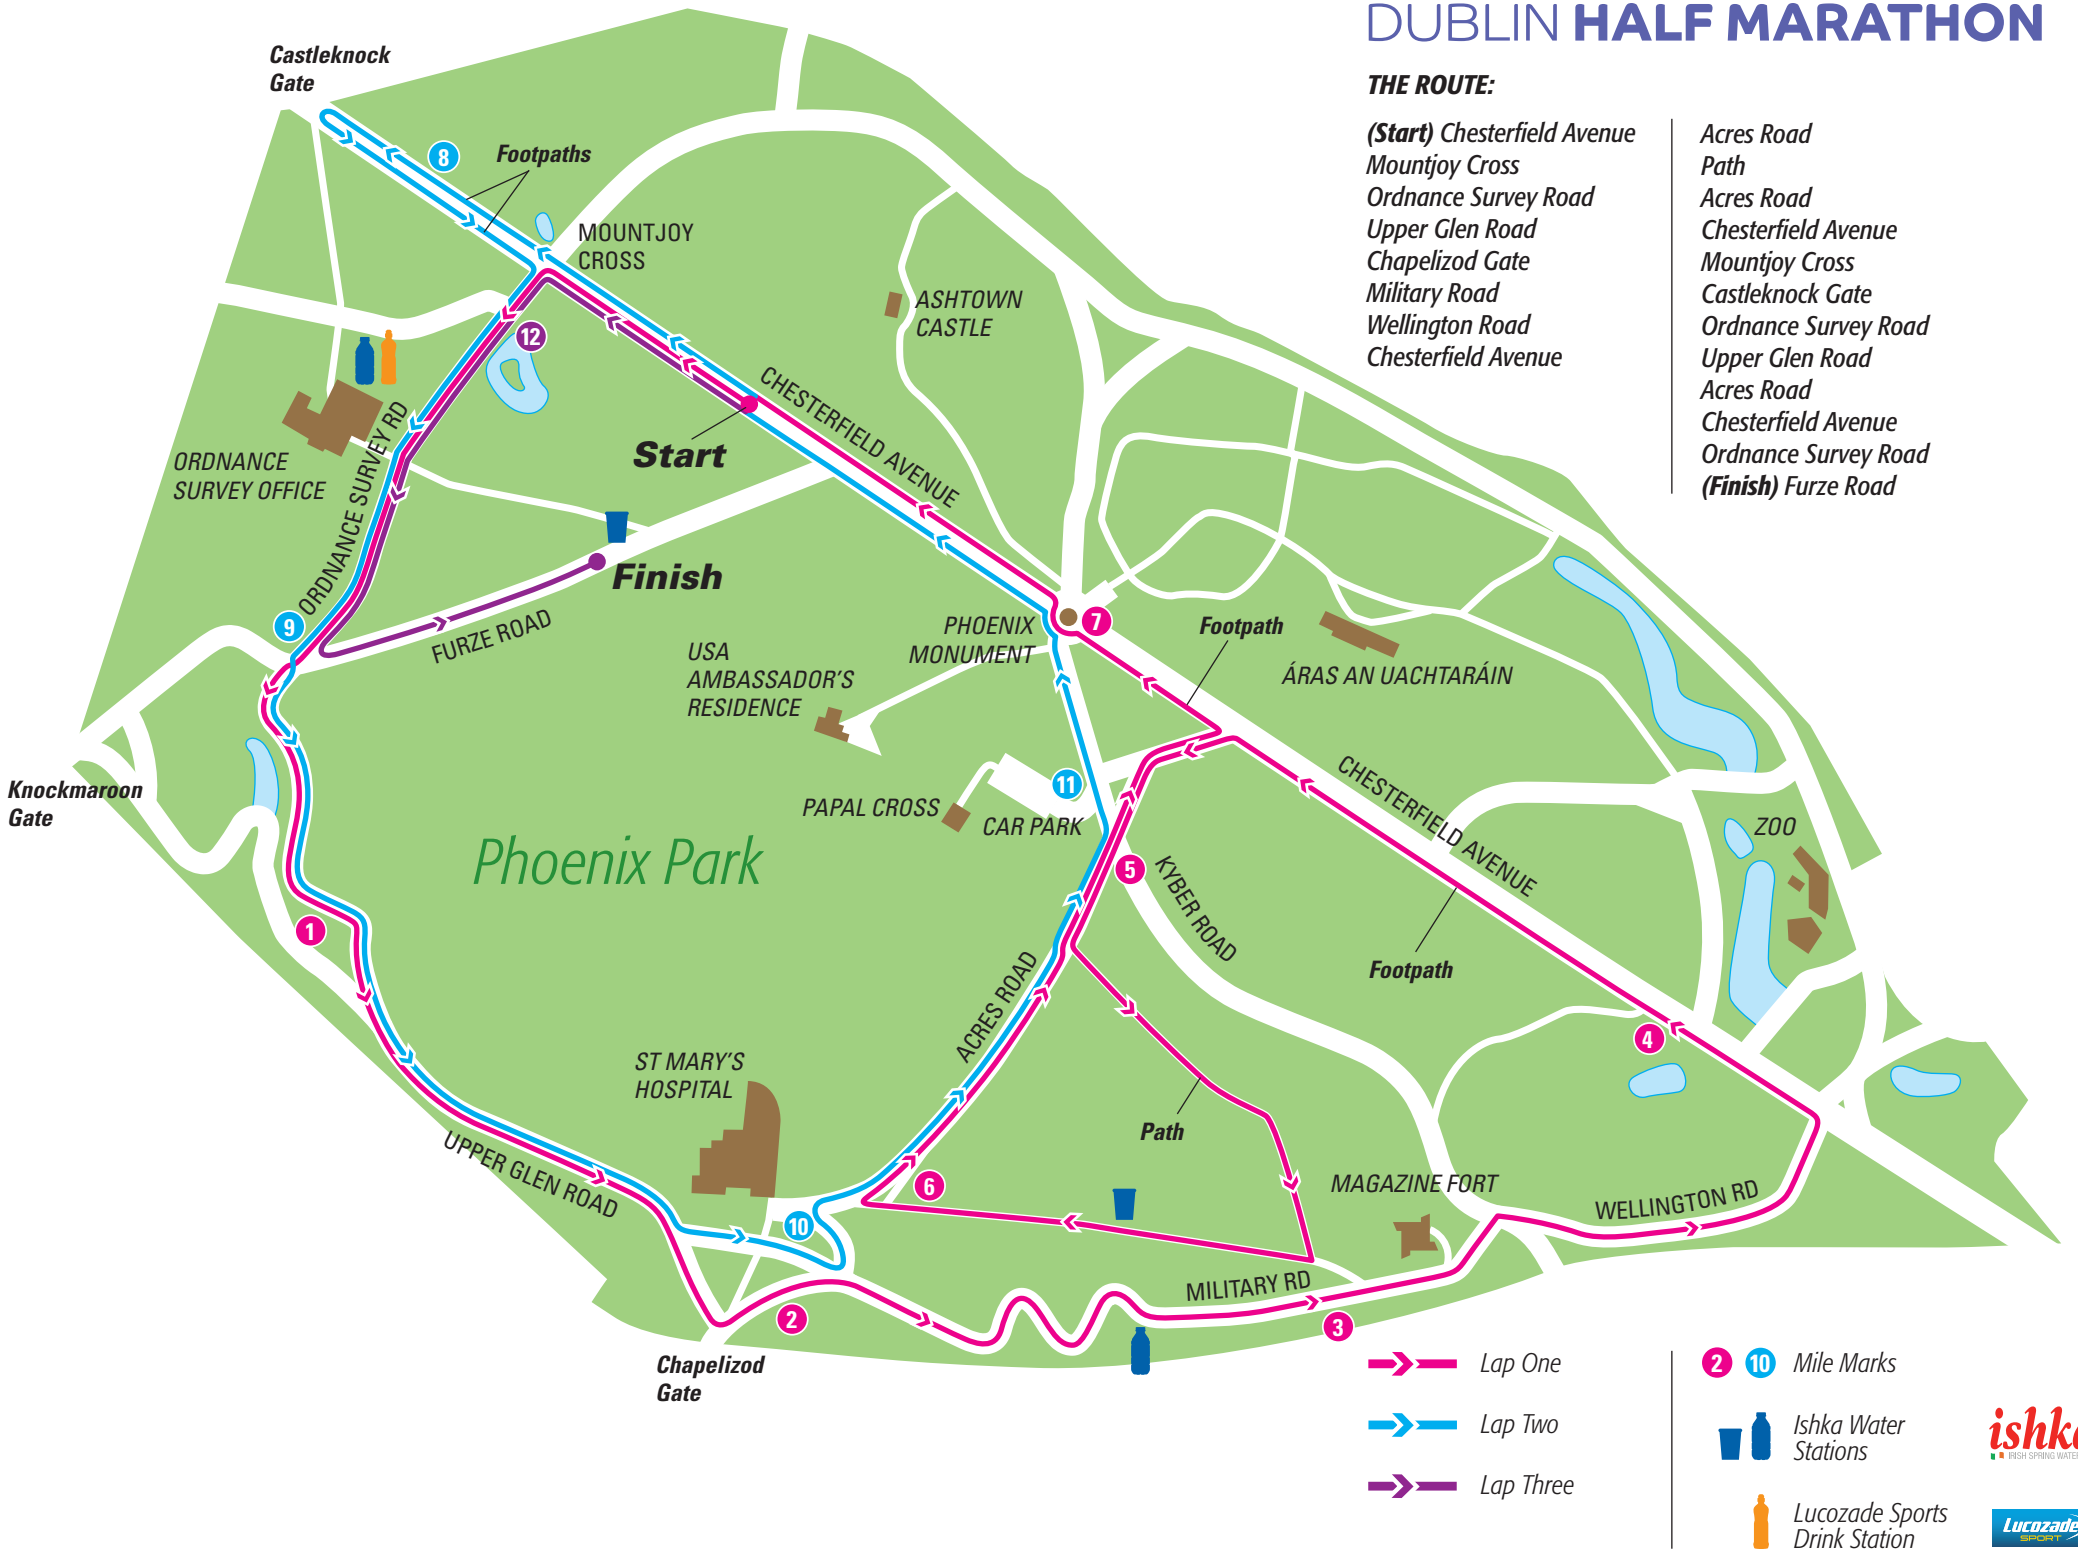 DUBLIN HALF MARATHON
THE ROUTE:
(Start) Chesterfield Avenue
Mountjoy Cross
Ordnance Survey Road
Upper Glen Road
Chapelizod Gate
Military Road
Wellington Road
Chesterfield Avenue
Acres Road
Path
Acres Road
Chesterfield Avenue
Mountjoy Cross
Castleknock Gate
Ordnance Survey Road
Upper Glen Road
Acres Road
Chesterfield Avenue
Ordnance Survey Road
(Finish) Furze Road
Castleknock
Gate
8
Footpaths
MOUNTJOY
CROSS
12
ASHTOWN
CASTLE
CHESTERFIELD AVENUE
Start
ORDNANCE
SURVEY OFFICE
ORDNANCE SURVEY RD
Finish
9
FURZE ROAD
PHOENIX
MONUMENT
7
Footpath
USA
AMBASSADOR'S
RESIDENCE
ÁRAS AN UACHTARÁIN
Knockmaroon
Gate
11
PAPAL CROSS
CAR PARK
CHESTERFIELD AVENUE
ZOO
Phoenix Park
5
KYBER ROAD
1
Footpath
ACRES ROAD
4
ST MARY'S
HOSPITAL
Path
UPPER GLEN ROAD
6
MAGAZINE FORT
WELLINGTON RD
10
MILITARY RD
2
3
Chapelizod
Gate
Lap One
Lap Two
Lap Three
2 10 Mile Marks
Ishka Water
Stations
Lucozade Sports
Drink Station
IRISH SPRING WATER
Lucozade
SPORT